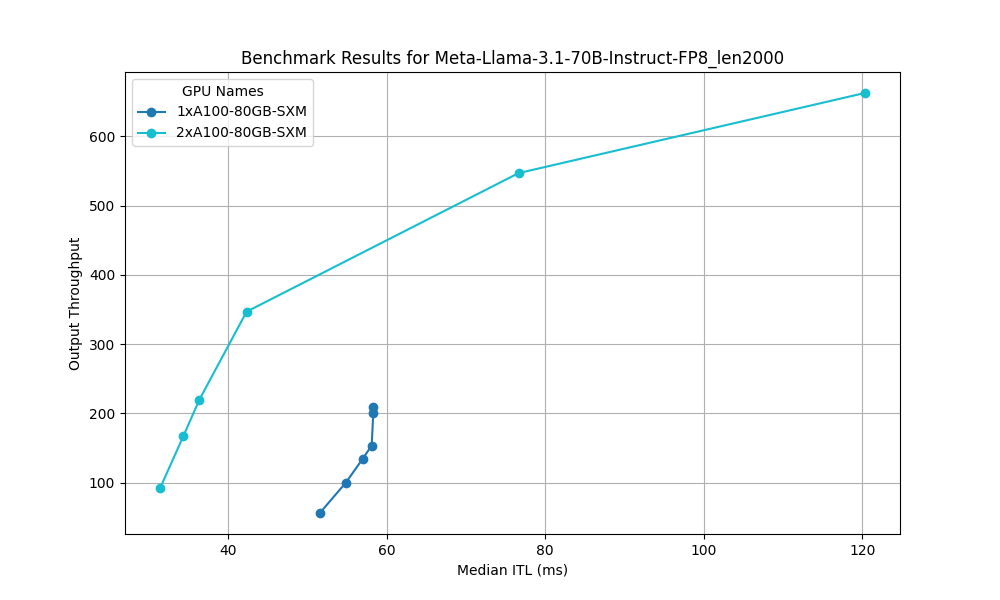 Benchmark Results for Meta-Llama-3.1-70B-Instruct-FP8_len2000
GPU Names
1xA100-80GB-SXM
2xA100-80GB-SXM
Output Throughput
600
500
400
300
200
100
40 60 80 100 120
Median ITL (ms)